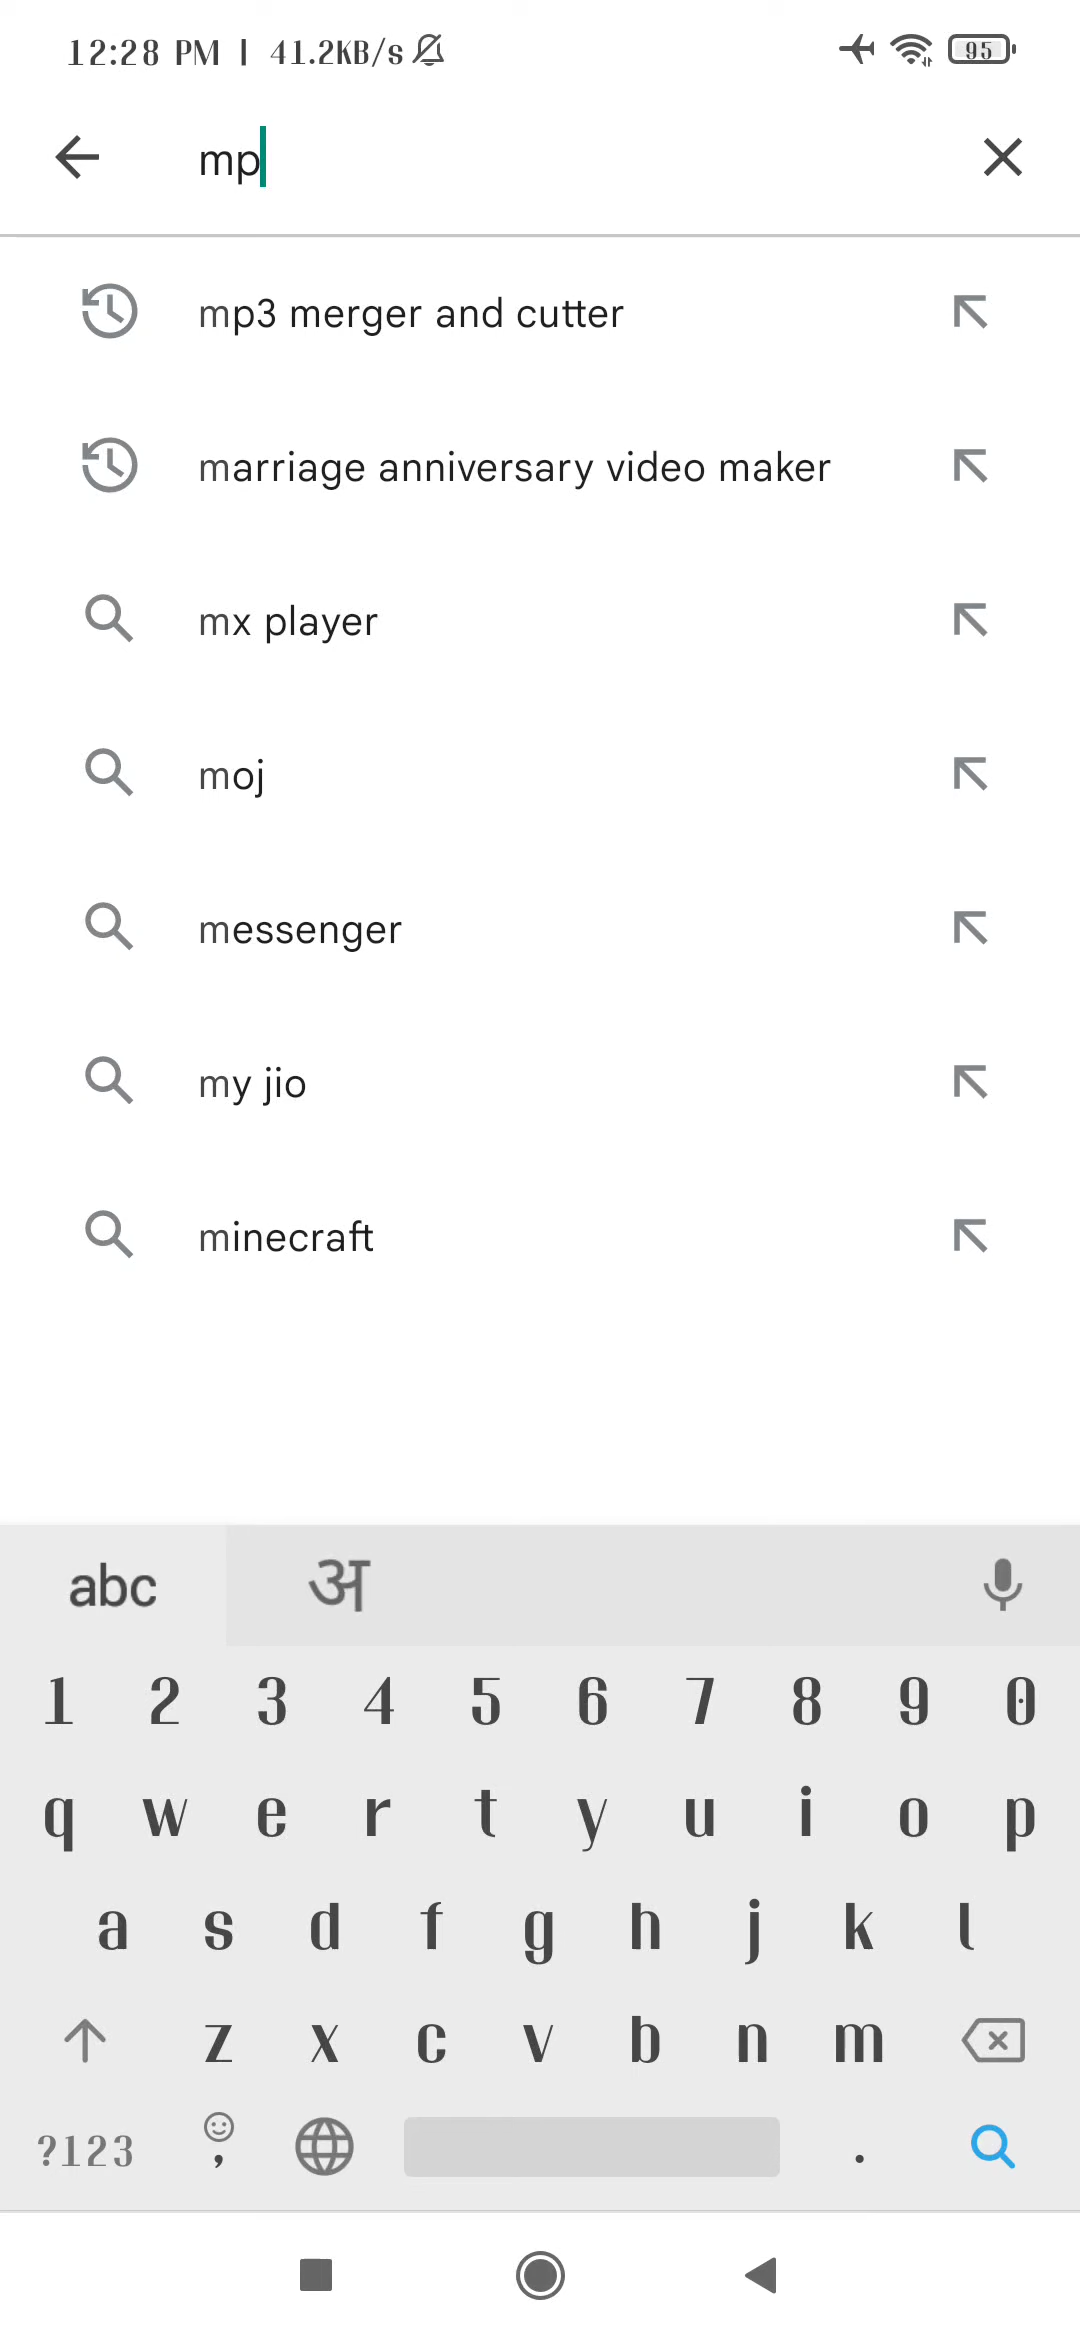 12:28 PM | 41.2KB/s 95
mp
mp3 merger and cutter
marriage anniversary video maker
mx player
moj
messenger
my jio
minecraft
abc अ
1 2 3 4 5 6 7 8 9 0
q w e r t y u i o p
a s d f g h j k l
z x c v b n m
?123 , .